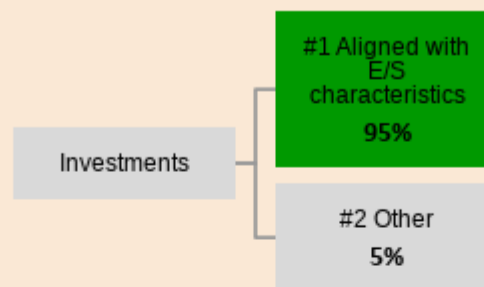 #1 Aligned with
E/S
characteristics
95%
Investments
#2 Other
5%